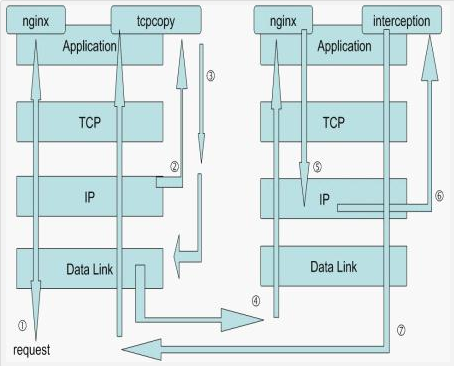 nginx
tcpcopy
nginx
interception
Application
Application
③
TCP
TCP
②
⑤
IP
IP
⑥
Data Link
Data Link
④
①
⑦
request